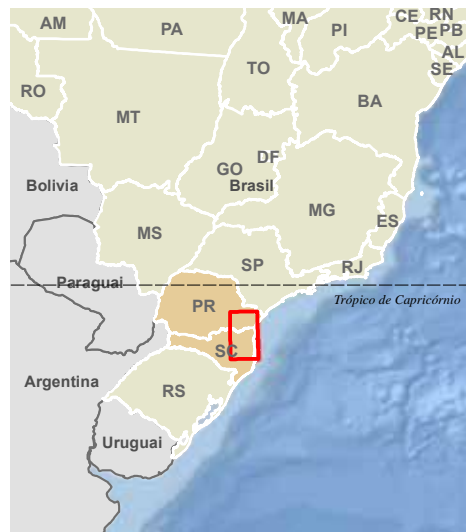 AM
PA
MA
CE
RN
PI
PE
PB
AL
SE
TO
RO
BA
MT
DF
GO
Brasil
Bolivia
MG
MS
ES
SP
RJ
Paraguai
Trópico de Capricórnio
PR
SC
Argentina
RS
Uruguai